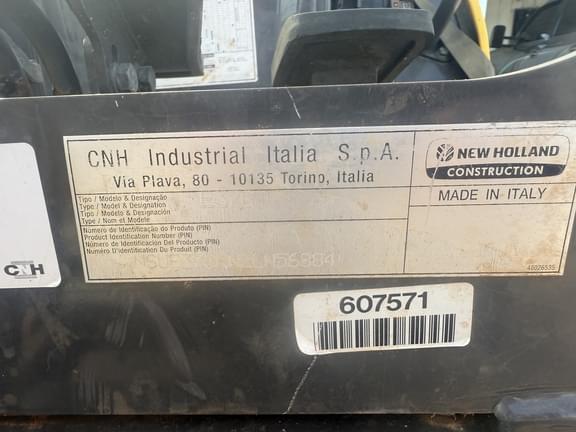 CNH Industrial Italia S.p.A.
Via Plava, 80 - 10135 Torino, Italia
NEW HOLLAND
CONSTRUCTION
MADE IN ITALY
Tipo / Modelo & Designação
Type / Model & Designation
Tipo / Modelo & Designación
Type / Nom et Modele
Número de Identificação do Produto (PIN)
Product Identification Number (PIN)
Número de Identificación Del Producto (PIN)
Numéro D'identification Du Produit (PIN)
48026535
CNH
607571